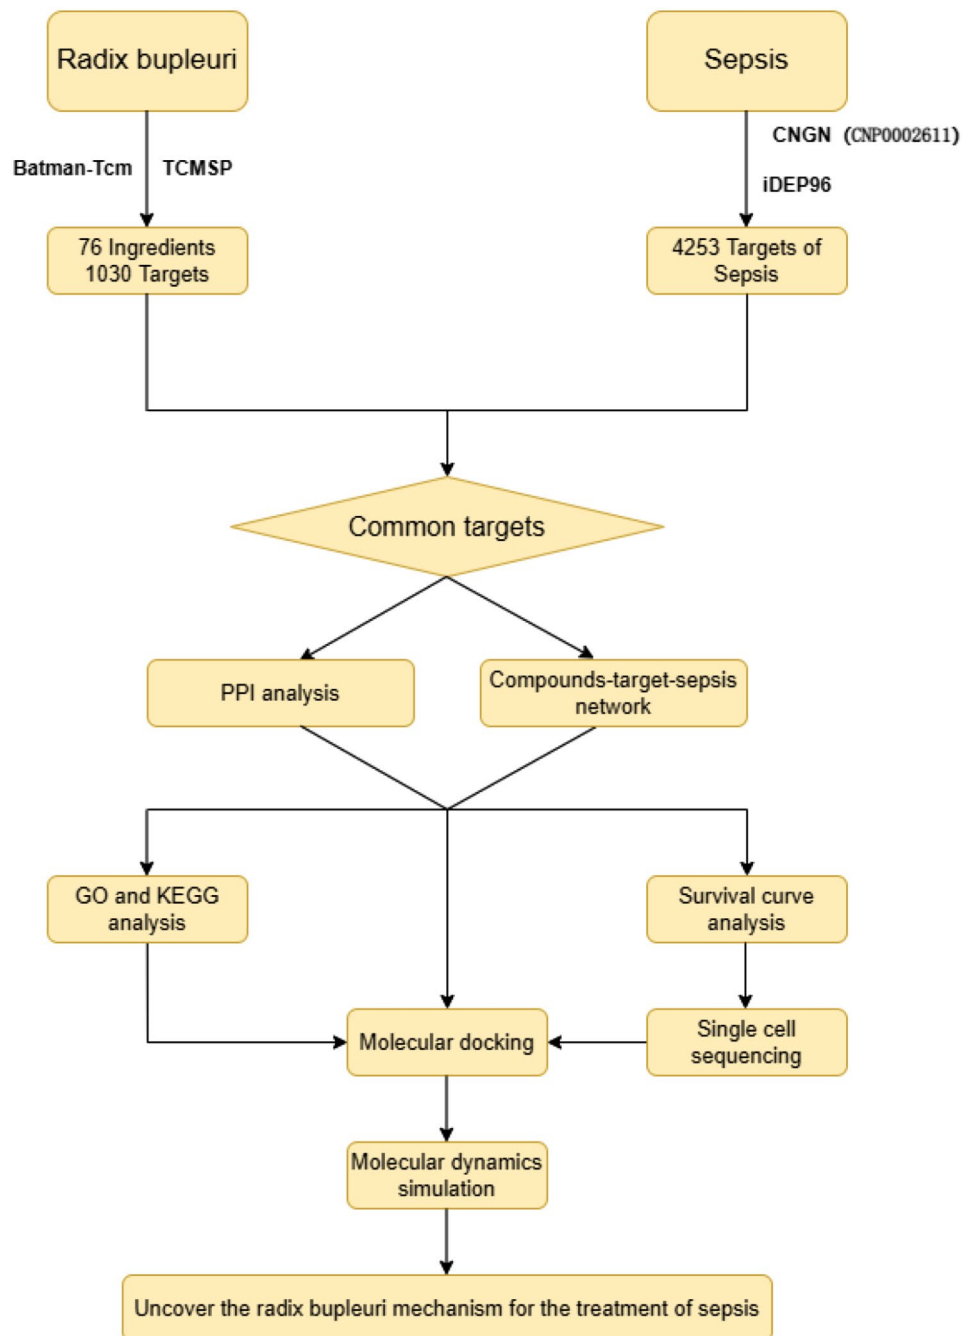 Radix bupleuri
Sepsis
CNGN (CNP0002611)
Batman-Tcm TCMSP
iDEP96
76 Ingredients
1030 Targets
4253 Targets of
Sepsis
Common targets
PPI analysis
Compounds-target-sepsis
network
GO and KEGG
analysis
Survival curve
analysis
Molecular docking
Single cell
sequencing
Molecular dynamics
simulation
Uncover the radix bupleuri mechanism for the treatment of sepsis